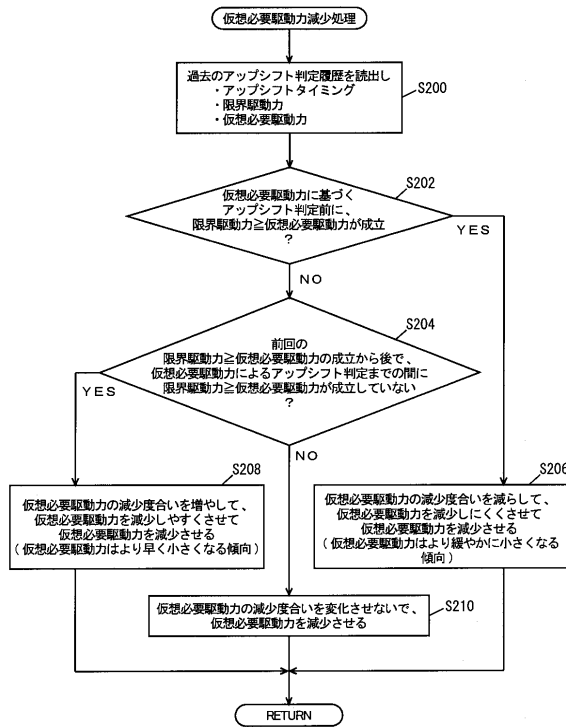 仮想必要駆動力減少処理
過去のアップシフト判定履歴を読出し
・アップシフトタイミング
・限界駆動力
・仮想必要駆動力
S200
S202
仮想必要駆動力に基づく
アップシフト判定前に、
限界駆動力≧仮想必要駆動力が成立
?
YES
NO
S204
前回の
限界駆動力≧仮想必要駆動力の成立から後で、
仮想必要駆動力によるアップシフト判定までの間に
限界駆動力≧仮想必要駆動力が成立していない
?
YES
NO
S208
仮想必要駆動力の減少度合いを増やして、
仮想必要駆動力を減少しやすくさせて
仮想必要駆動力を減少させる
(仮想必要駆動力はより早く小さくなる傾向)
S206
仮想必要駆動力の減少度合いを減らして、
仮想必要駆動力を減少しにくくさせて
仮想必要駆動力を減少させる
(仮想必要駆動力はより緩やかに小さくなる
傾向)
S210
仮想必要駆動力の減少度合いを変化させないで、
仮想必要駆動力を減少させる
RETURN